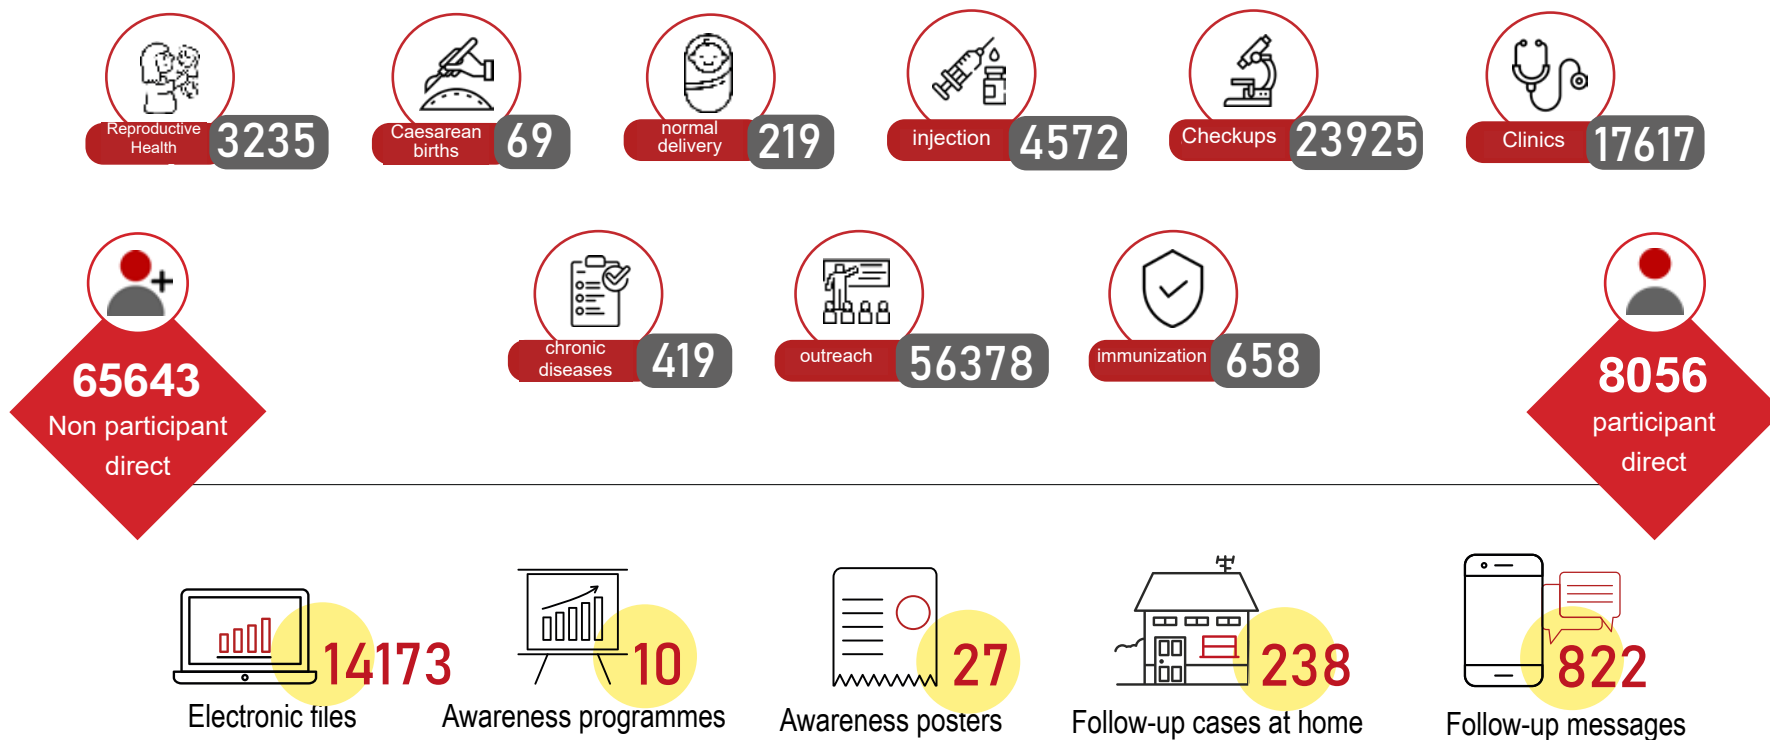 Reproductive
Health
3235
Caesarean
births
69
normal
delivery
219
injection
4572
Checkups
23925
Clinics
17617
65643
Non participant
direct
chronic
diseases
419
outreach
56378
immunization
658
8056
participant
direct
14173
Electronic files
10
Awareness programmes
27
Awareness posters
238
Follow-up cases at home
822
Follow-up messages